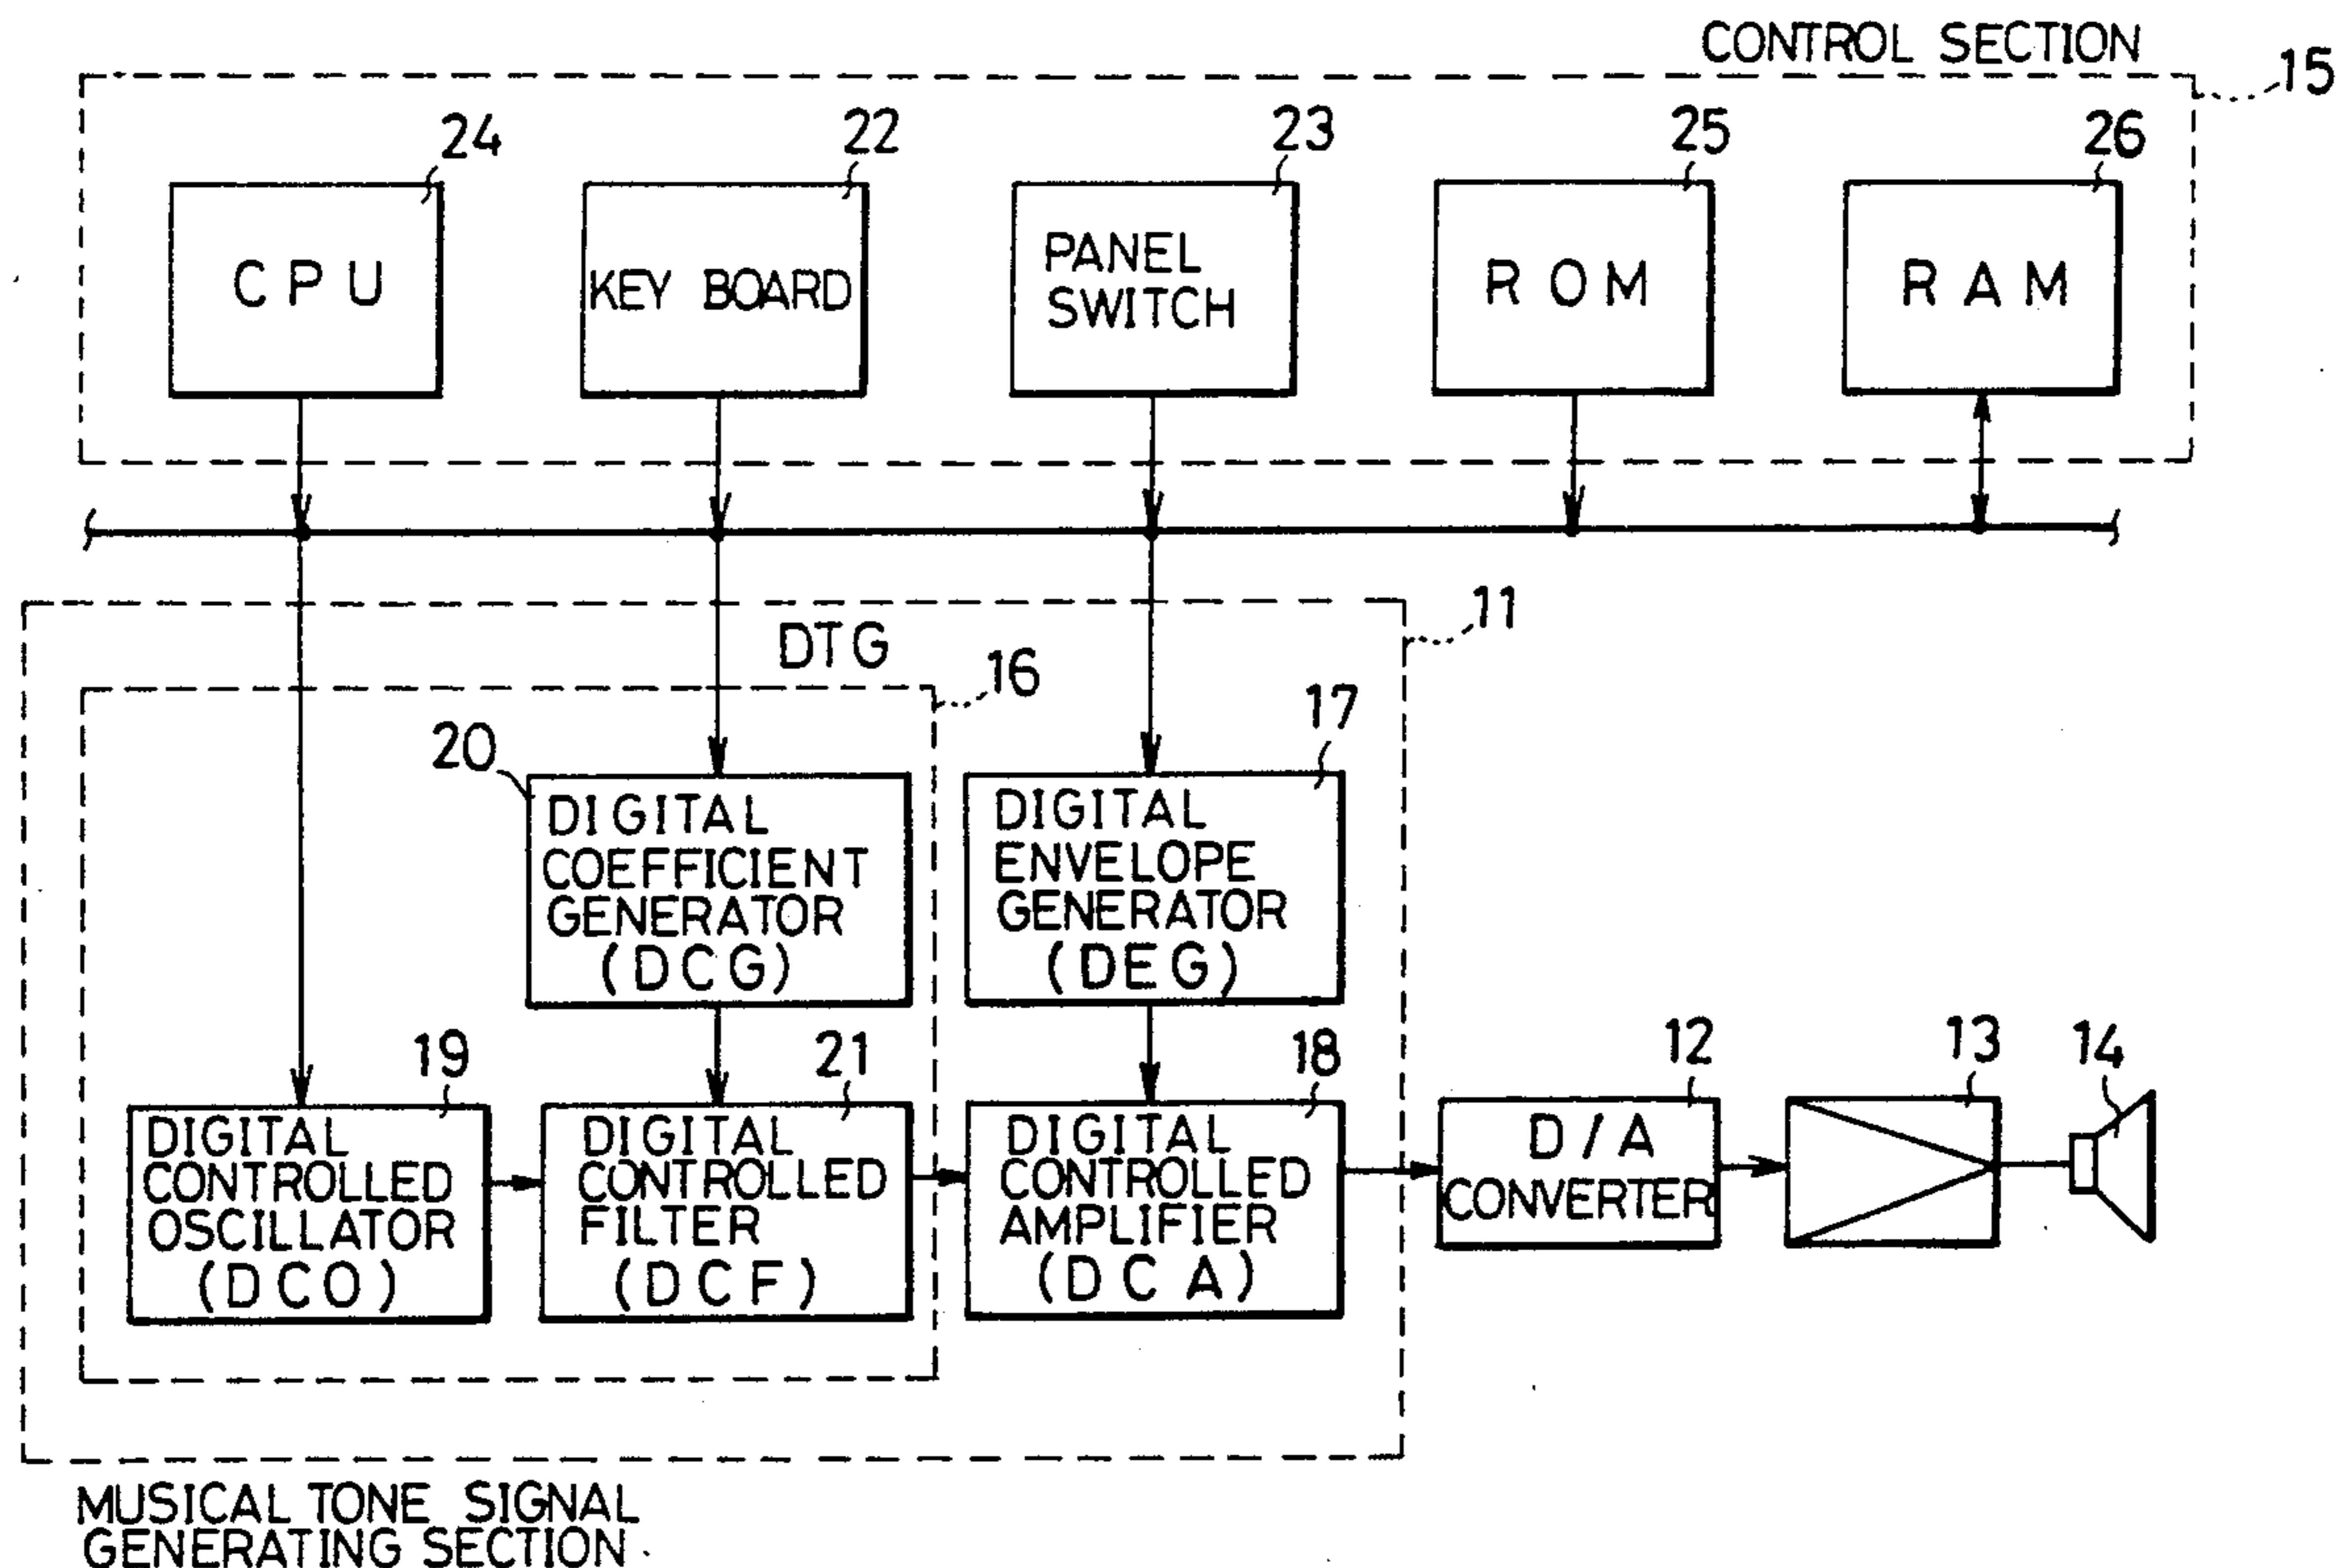 CONTROL SECTION
15
24
22
23
25
26
CPU
KEY BOARD
PANEL
SWITCH
ROM
RAM
11
DTG
16
17
20
DIGITAL
COEFFICIENT
GENERATOR
(DCG)
DIGITAL
ENVELOPE
GENERATOR
(DEG)
19
21
18
12
13
14
DIGITAL
CONTROLLED
OSCILLATOR
(DCO)
DIGITAL
CONTROLLED
FILTER
(DCF)
DIGITAL
CONTROLLED
AMPLIFIER
(DCA)
D/A
CONVERTER
MUSICAL TONE SIGNAL
GENERATING SECTION